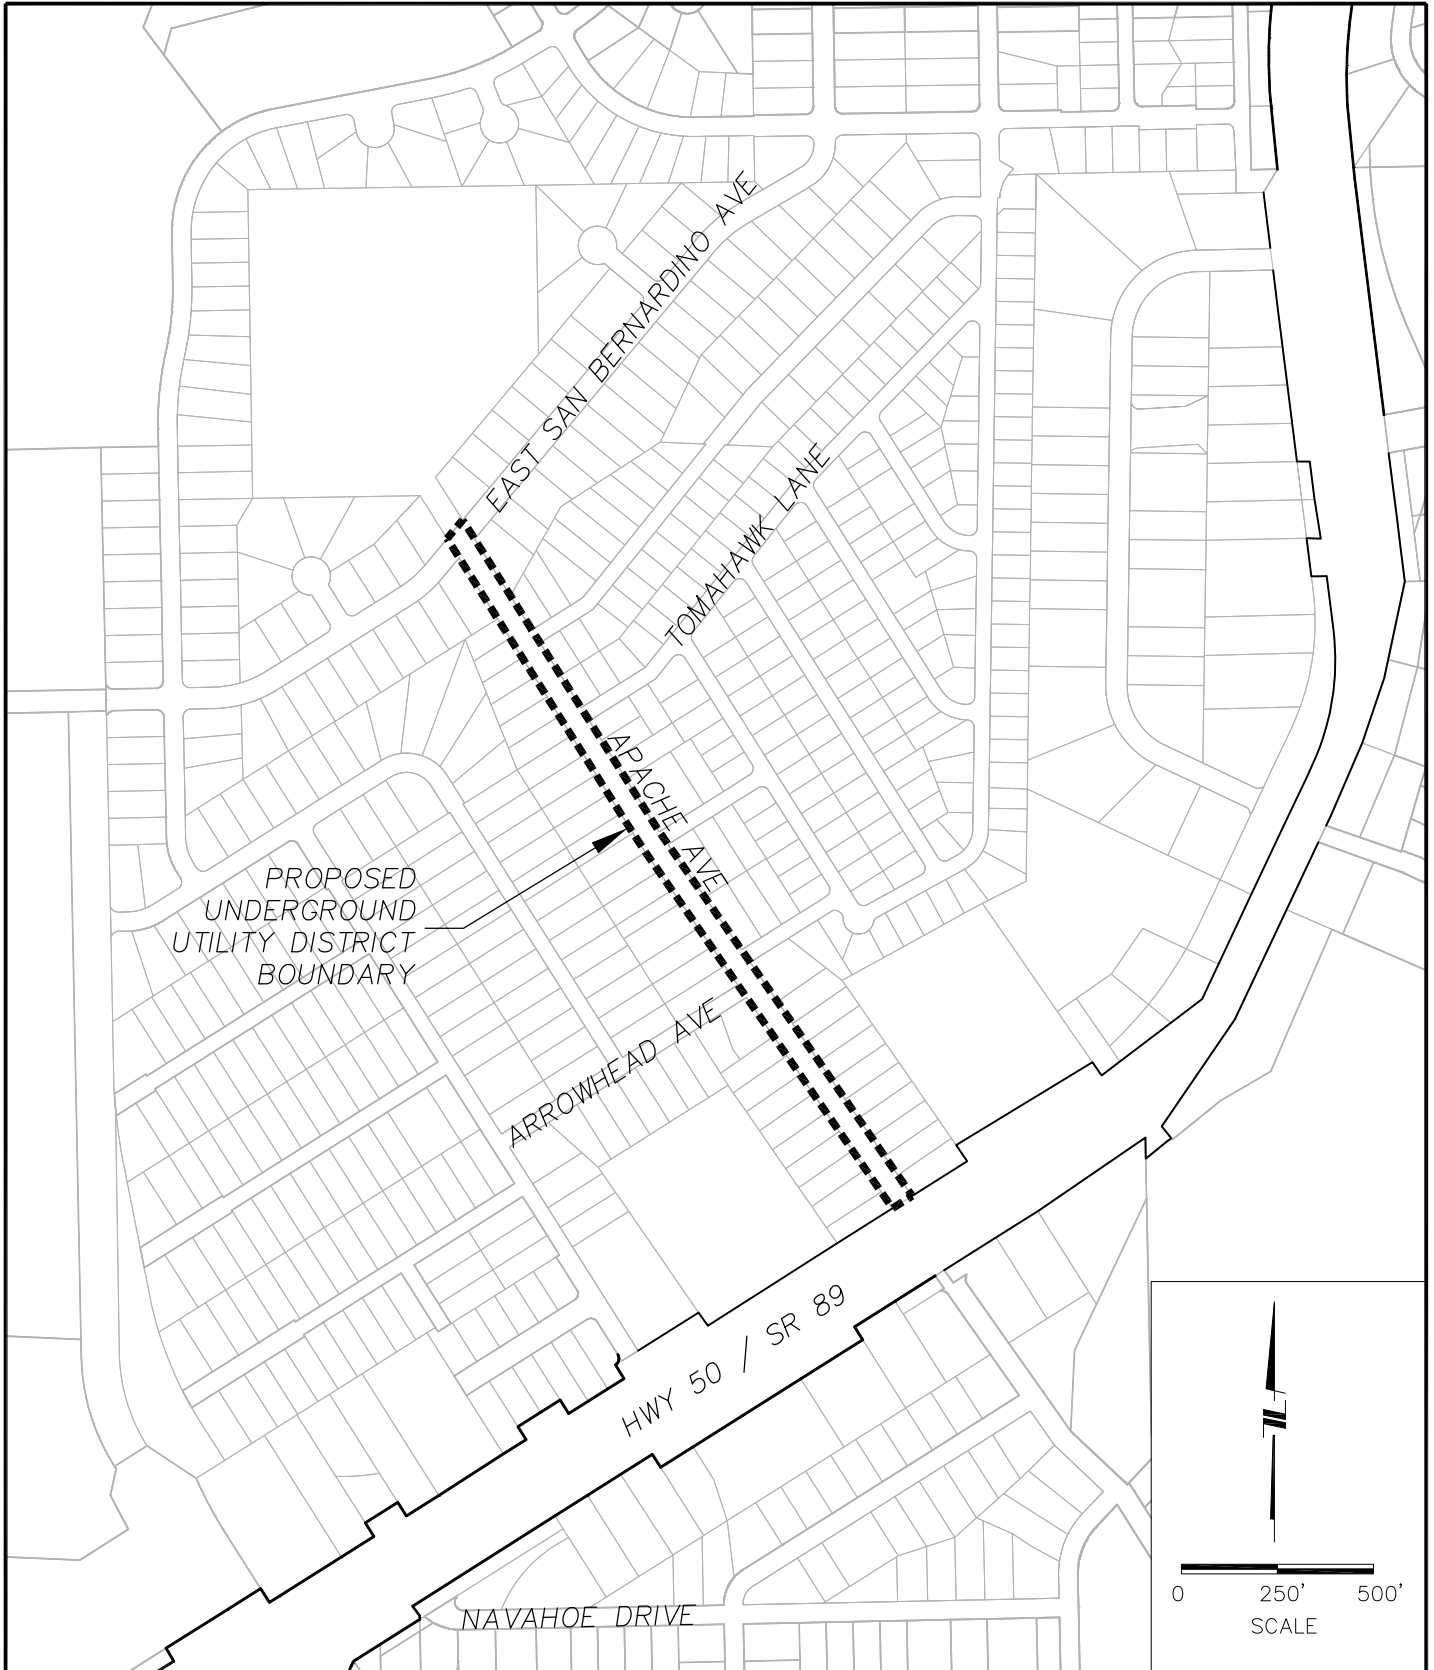 EAST SAN BERNARDINO AVE
TOMAHAWK LANE
APACHE AVE
PROPOSED
UNDERGROUND
UTILITY DISTRICT
BOUNDARY
ARROWHEAD AVE
HWY 50 / SR 89
NAVAHOE DRIVE
0 250' 500'
SCALE